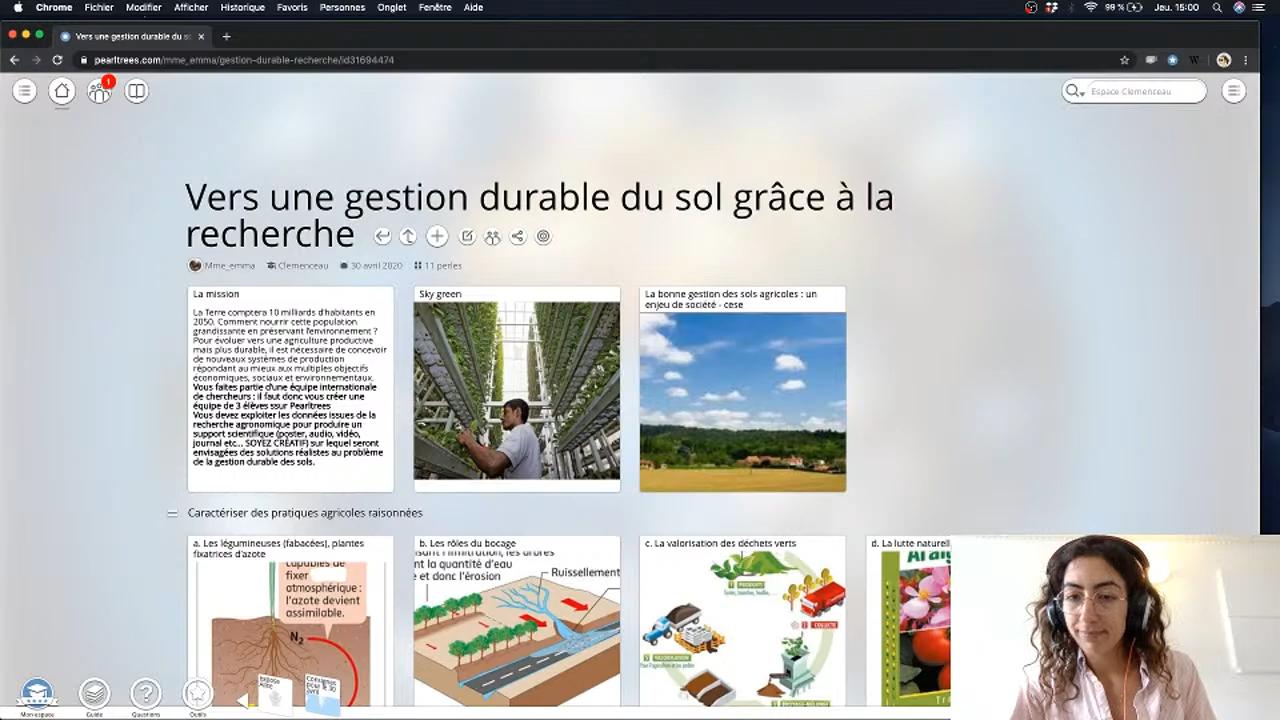 Chrome Fichier Modifier Afficher Historique Favoris Personnes Onglet Fenêtre Aide
99 % Jeu. 15:00
Vers une gestion durable du so
pearltrees.com/mme_emma/gestion-durable-recherche/id31694474
1
Espace Clemenceau
Vers une gestion durable du sol grâce à la
recherche
Mme_emma Clemenceau 30 avril 2020 11 perles
La mission
La Terre comptera 10 milliards d'habitants en
2050. Comment nourrir cette population
grandissante en préservant l'environnement ?
Pour évoluer vers une agriculture productive
mais plus durable, il est nécessaire de concevoir
de nouveaux systèmes de production
répondant au mieux aux multiples objectifs
économiques, sociaux et environnementaux.
Vous faites partie d'une équipe internationale
de chercheurs : il faut donc vous créer une
équipe de 3 élèves ssur Pearltrees
Vous devez exploiter les données issues de la
recherche agronomique pour produire un
support scientifique (poster, audio, vidéo,
journal etc... SOYEZ CRÉATIF) sur lequel seront
envisagées des solutions réalistes au problème
de la gestion durable des sols.
Sky green
La bonne gestion des sols agricoles : un
enjeu de société - cese
Caractériser des pratiques agricoles raisonnées
a. Les légumineuses (fabacées), plantes
fixatrices d'azote
capables de
fixer
atmosphérique :
l'azote devient
assimilable.
N2
b. Les rôles du bocage
isant l'infiltration, les arbres
nt la quantité d'eau
e et donc l'érosion
Ruissellement
c. La valorisation des déchets verts
PRODUITS
COLLECTE
VALORISATION
BROYAGE-MÉLANGE
d. La lutte naturell
Araig
Mon espace Guide Questions Outils